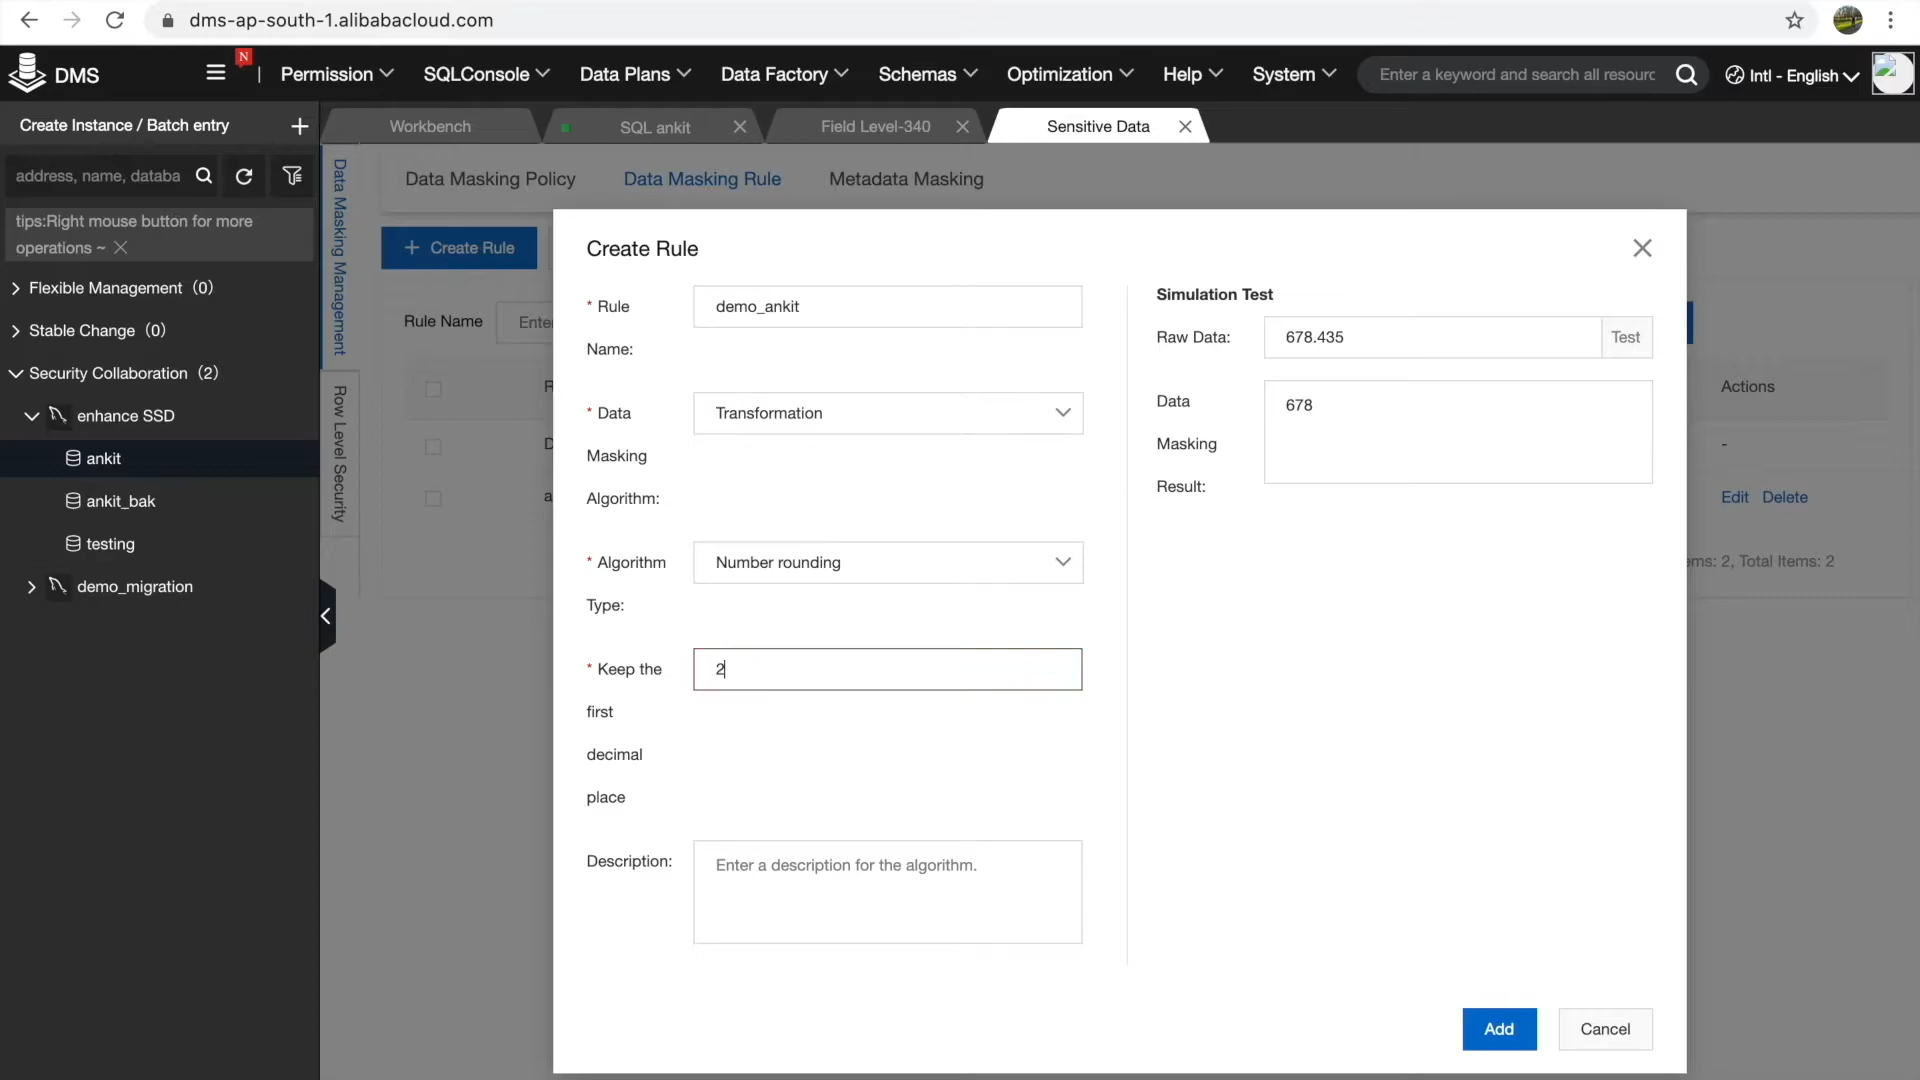 dms-ap-south-1.alibabacloud.com
DMS
N
Permission
SQLConsole
Data Plans
Data Factory
Schemas
Optimization
Help
System
Enter a keyword and search all resourc
Intl - English
Create Instance / Batch entry
Workbench
SQL ankit
Field Level-340
Sensitive Data
address, name, databa
tips:Right mouse button for more
operations ~
Flexible Management (0)
Stable Change (0)
Security Collaboration (2)
enhance SSD
ankit
ankit_bak
testing
demo_migration
Data Masking Management
Row Level Security
Data Masking Policy
Data Masking Rule
Metadata Masking
+ Create Rule
Rule Name
Enter
Actions
-
Edit Delete
ms: 2, Total Items: 2
Create Rule
* Rule
Name:
demo_ankit
* Data
Masking
Algorithm:
Transformation
* Algorithm
Type:
Number rounding
* Keep the
first
decimal
place
2
Description:
Enter a description for the algorithm.
Simulation Test
Raw Data:
678.435
Test
Data
Masking
Result:
678
Add
Cancel